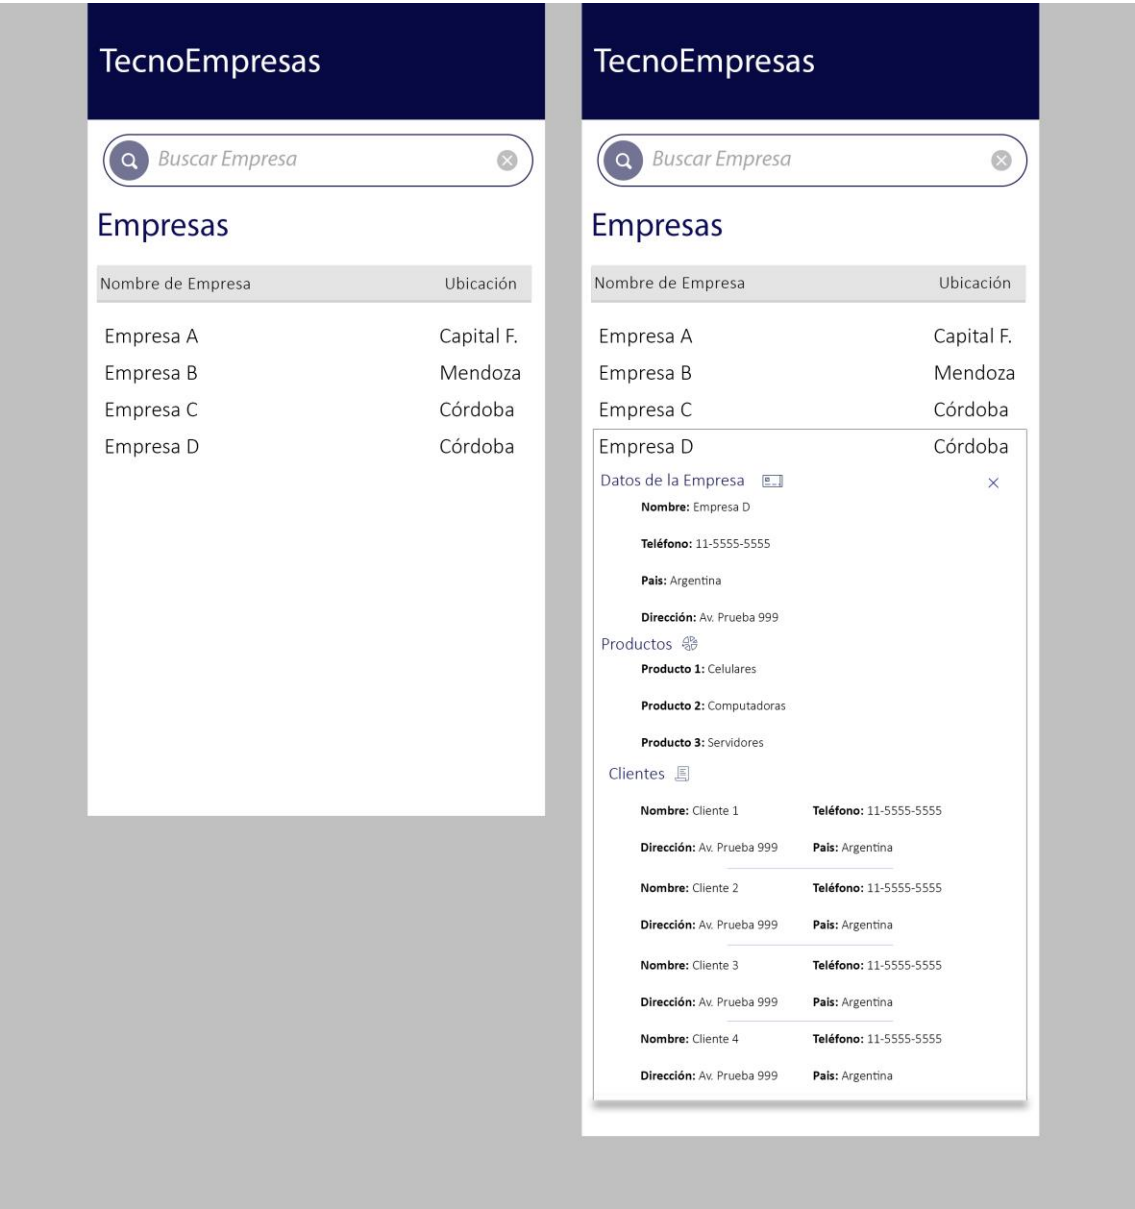 TecnoEmpresas
Buscar Empresa
Empresas
Nombre de Empresa Ubicación
Empresa A Capital F.
Empresa B Mendoza
Empresa C Córdoba
Empresa D Córdoba
TecnoEmpresas
Buscar Empresa
Empresas
Nombre de Empresa Ubicación
Empresa A Capital F.
Empresa B Mendoza
Empresa C Córdoba
Empresa D Córdoba
Datos de la Empresa
Nombre: Empresa D
Teléfono: 11-5555-5555
Pais: Argentina
Dirección: Av. Prueba 999
Productos
Producto 1: Celulares
Producto 2: Computadoras
Producto 3: Servidores
Clientes
Nombre: Cliente 1 Teléfono: 11-5555-5555
Dirección: Av. Prueba 999 Pais: Argentina
Nombre: Cliente 2 Teléfono: 11-5555-5555
Dirección: Av. Prueba 999 Pais: Argentina
Nombre: Cliente 3 Teléfono: 11-5555-5555
Dirección: Av. Prueba 999 Pais: Argentina
Nombre: Cliente 4 Teléfono: 11-5555-5555
Dirección: Av. Prueba 999 Pais: Argentina